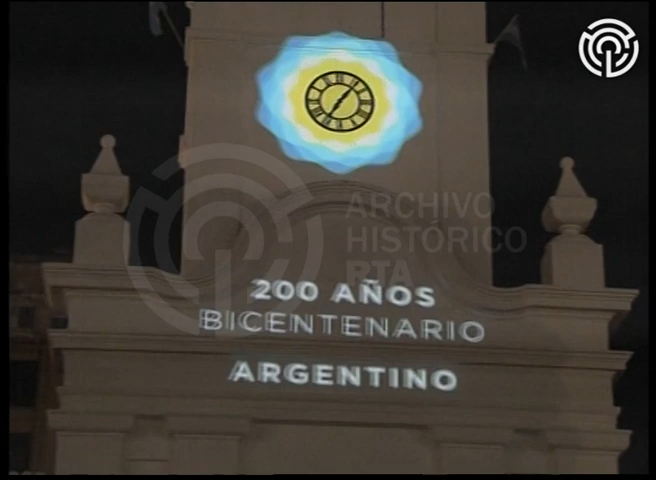 ARCHIVO
HISTÓRICO
RTA
200 AÑOS
BICENTENARIO
ARGENTINO